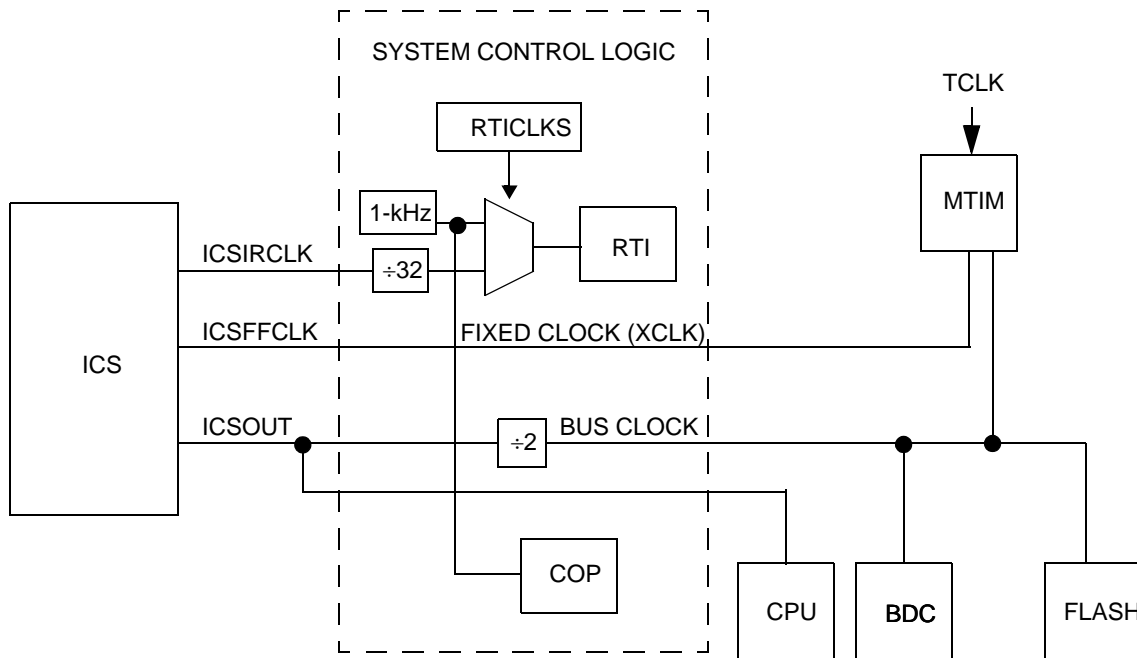 SYSTEM CONTROL LOGIC
TCLK
RTICLKS
MTIM
1-kHz
RTI
ICSIRCLK
÷32
ICSFFCLK
FIXED CLOCK (XCLK)
ICS
ICSOUT
÷2
BUS CLOCK
COP
CPU
BDC
FLASH